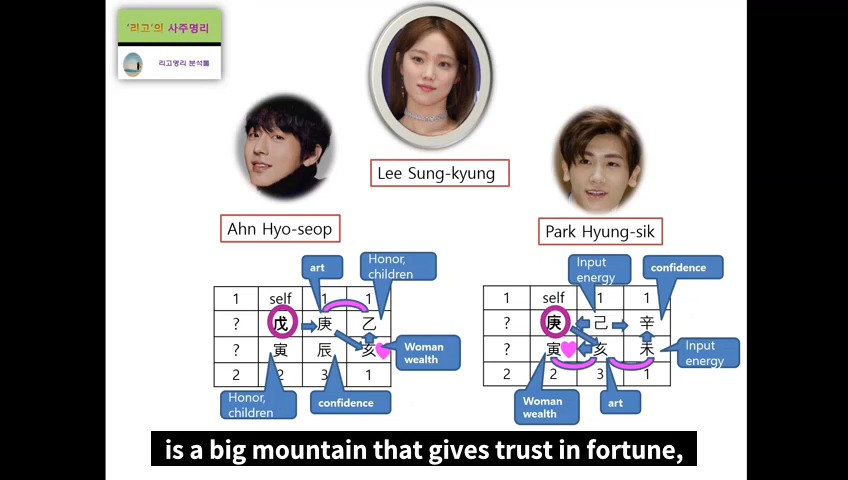 '리고'의 사주명리
리고명리 분석틀
Lee Sung-kyung
Ahn Hyo-seop
Park Hyung-sik
art
Honor,
children
1 self 1 1
? 戊 庚 乙
? 寅 辰 亥
2 2 3 1
Woman
wealth
Honor,
children
confidence
Input
energy
confidence
1 self 1 1
? 庚 己 辛
? 寅 亥 未
2 2 3 1
Input
energy
Woman
wealth
art
is a big mountain that gives trust in fortune,